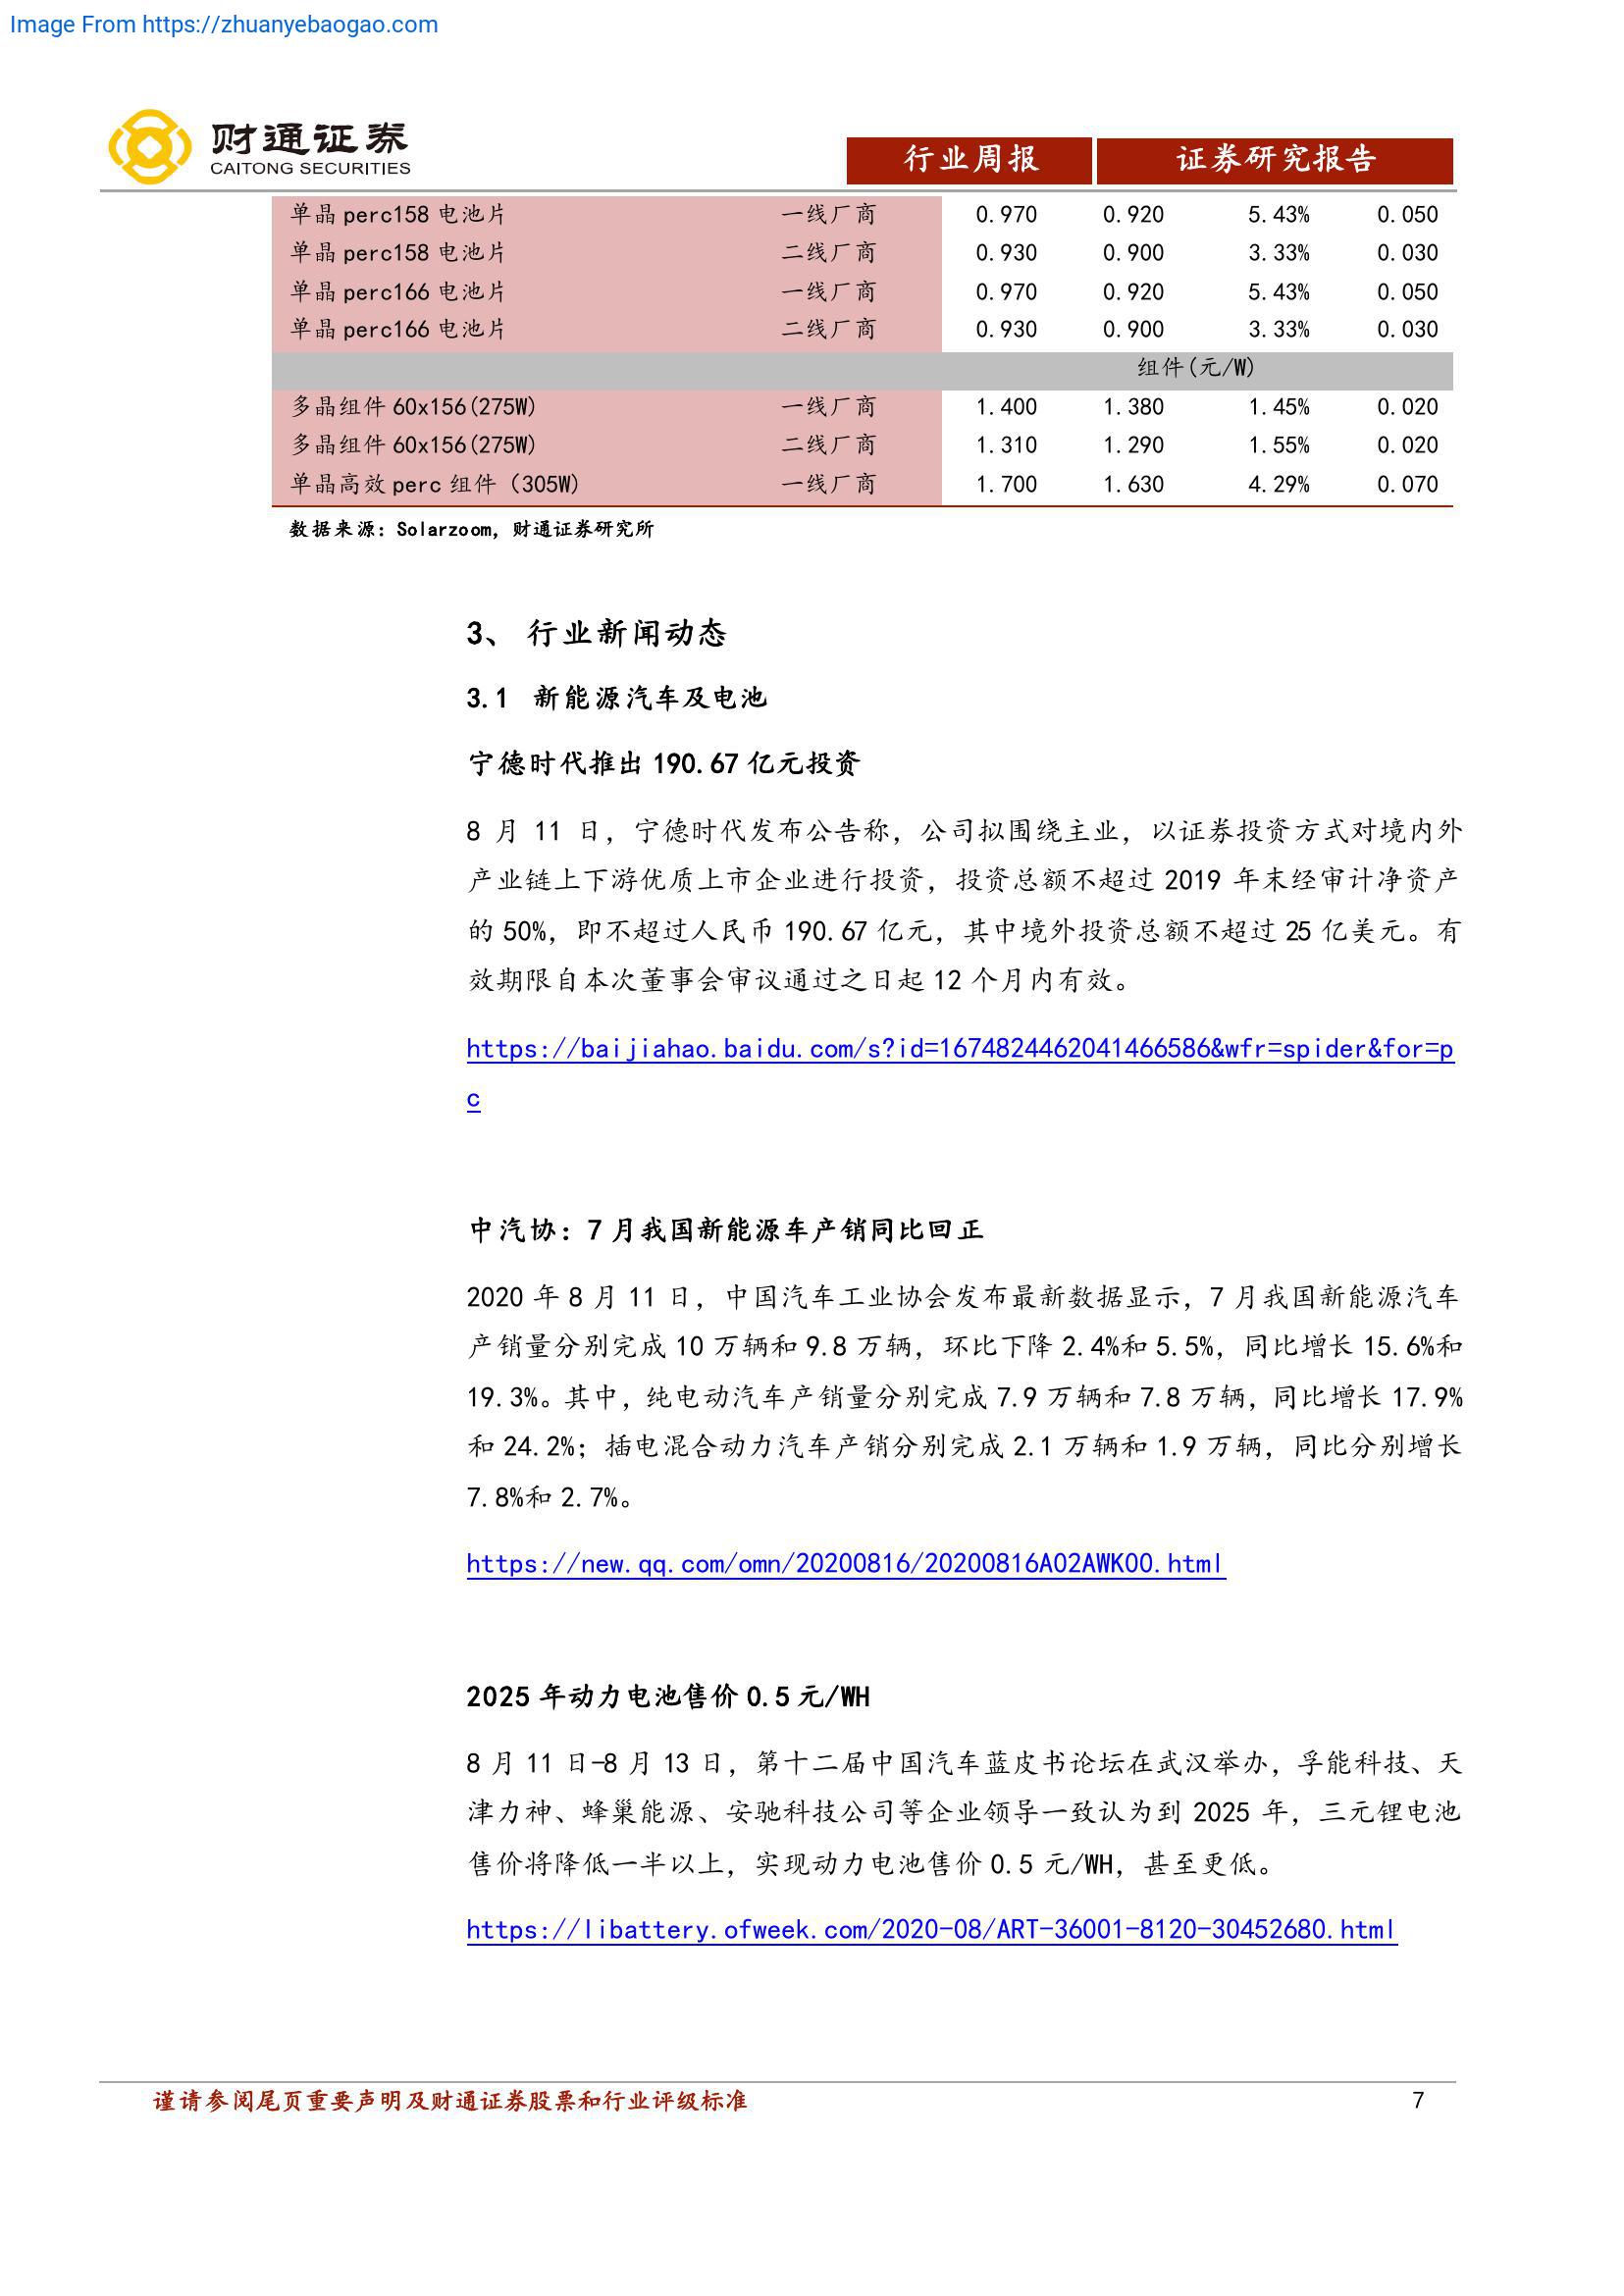 Image From https://zhuanyebaogao.com
财通证券
CAITONG SECURITIES
行业周报 证券研究报告
单晶 perc158 电池片 一线厂商 0.970 0.920 5.43% 0.050
单晶 perc158 电池片 二线厂商 0.930 0.900 3.33% 0.030
单晶 perc166 电池片 一线厂商 0.970 0.920 5.43% 0.050
单晶 perc166 电池片 二线厂商 0.930 0.900 3.33% 0.030
组件(元/W)
多晶组件 60x156(275W) 一线厂商 1.400 1.380 1.45% 0.020
多晶组件 60x156(275W) 二线厂商 1.310 1.290 1.55% 0.020
单晶高效 perc 组件（305W) 一线厂商 1.700 1.630 4.29% 0.070
数据来源：Solarzoom，财通证券研究所
3、 行业新闻动态
3.1 新能源汽车及电池
宁德时代推出 190.67 亿元投资
8 月 11 日，宁德时代发布公告称，公司拟围绕主业，以证券投资方式对境内外
产业链上下游优质上市企业进行投资，投资总额不超过 2019 年末经审计净资产
的 50%，即不超过人民币 190.67 亿元，其中境外投资总额不超过 25 亿美元。有
效期限自本次董事会审议通过之日起 12 个月内有效。
https://baijiahao.baidu.com/s?id=1674824462041466586&wfr=spider&for=p
c
中汽协：7 月我国新能源车产销同比回正
2020 年 8 月 11 日，中国汽车工业协会发布最新数据显示，7 月我国新能源汽车
产销量分别完成 10 万辆和 9.8 万辆，环比下降 2.4%和 5.5%，同比增长 15.6%和
19.3%。其中，纯电动汽车产销量分别完成 7.9 万辆和 7.8 万辆，同比增长 17.9%
和 24.2%；插电混合动力汽车产销分别完成 2.1 万辆和 1.9 万辆，同比分别增长
7.8%和 2.7%。
https://new.qq.com/omn/20200816/20200816A02AWK00.html
2025 年动力电池售价 0.5 元/WH
8 月 11 日-8 月 13 日，第十二届中国汽车蓝皮书论坛在武汉举办，孚能科技、天
津力神、蜂巢能源、安驰科技公司等企业领导一致认为到 2025 年，三元锂电池
售价将降低一半以上，实现动力电池售价 0.5 元/WH，甚至更低。
https://libattery.ofweek.com/2020-08/ART-36001-8120-30452680.html
谨请参阅尾页重要声明及财通证券股票和行业评级标准 7